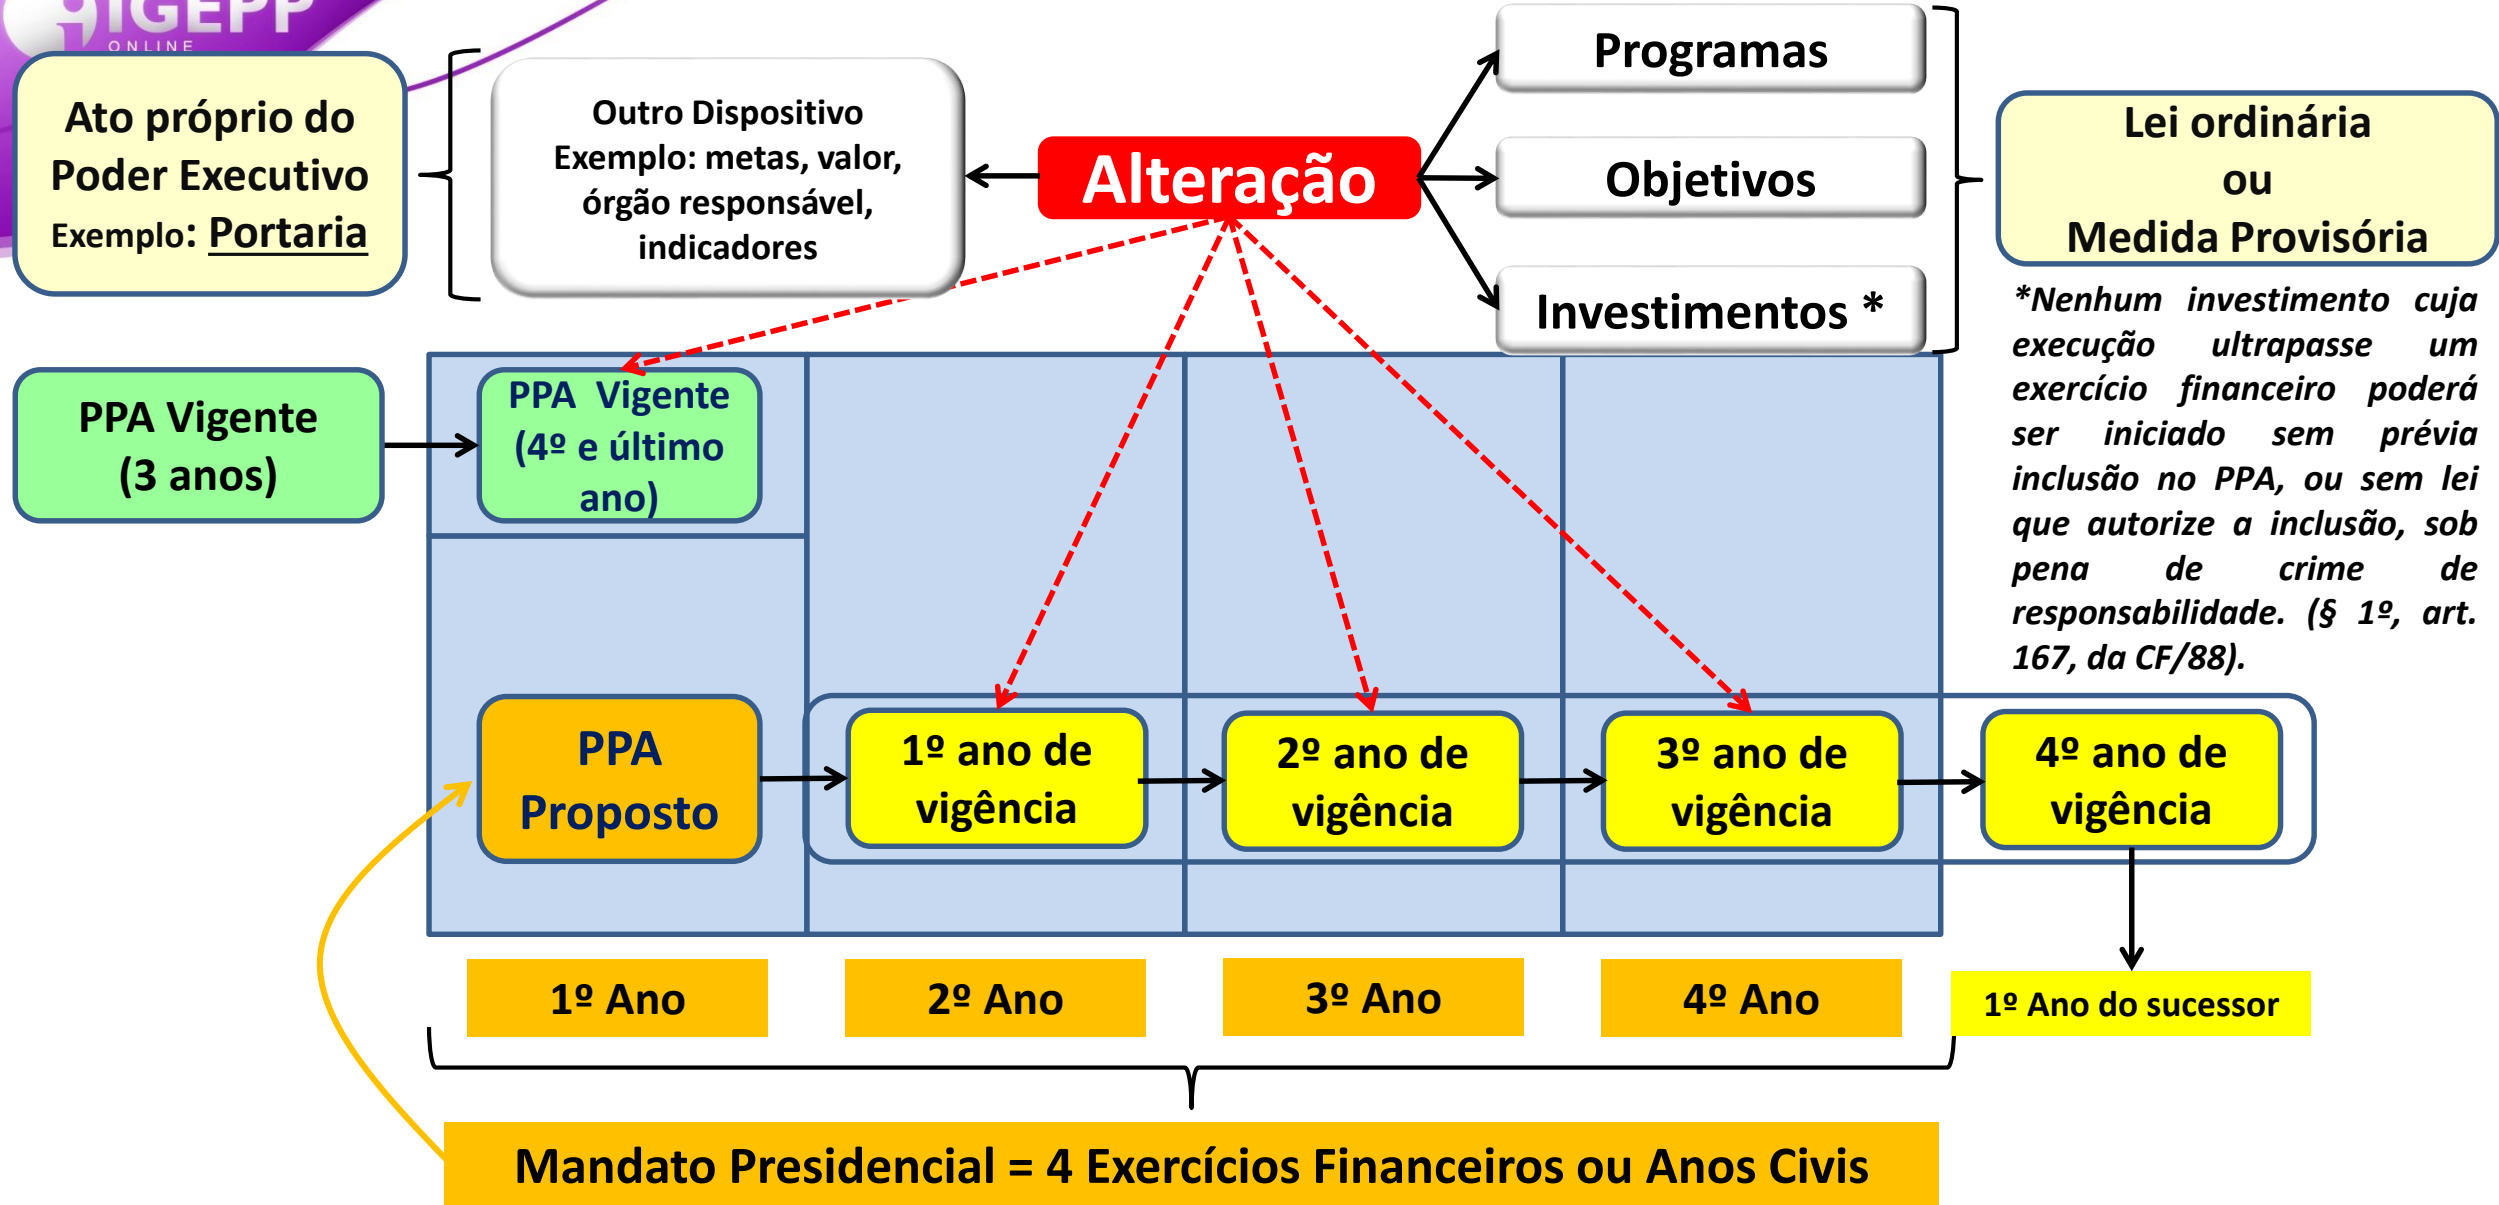 IGEPP
ONLINE
Ato próprio do
Poder Executivo
Exemplo: Portaria
Outro Dispositivo
Exemplo: metas, valor,
órgão responsável,
indicadores
Alteração
Programas
Objetivos
Investimentos *
Lei ordinária
ou
Medida Provisória
*Nenhum investimento cuja
execução ultrapasse um
exercício financeiro poderá
ser iniciado sem prévia
inclusão no PPA, ou sem lei
que autorize a inclusão, sob
pena de crime de
responsabilidade. (§ 1º, art.
167, da CF/88).
PPA Vigente
(3 anos)
PPA Vigente
(4º e último
ano)
PPA
Proposto
1º ano de
vigência
2º ano de
vigência
3º ano de
vigência
4º ano de
vigência
1º Ano
2º Ano
3º Ano
4º Ano
1º Ano do sucessor
Mandato Presidencial = 4 Exercícios Financeiros ou Anos Civis